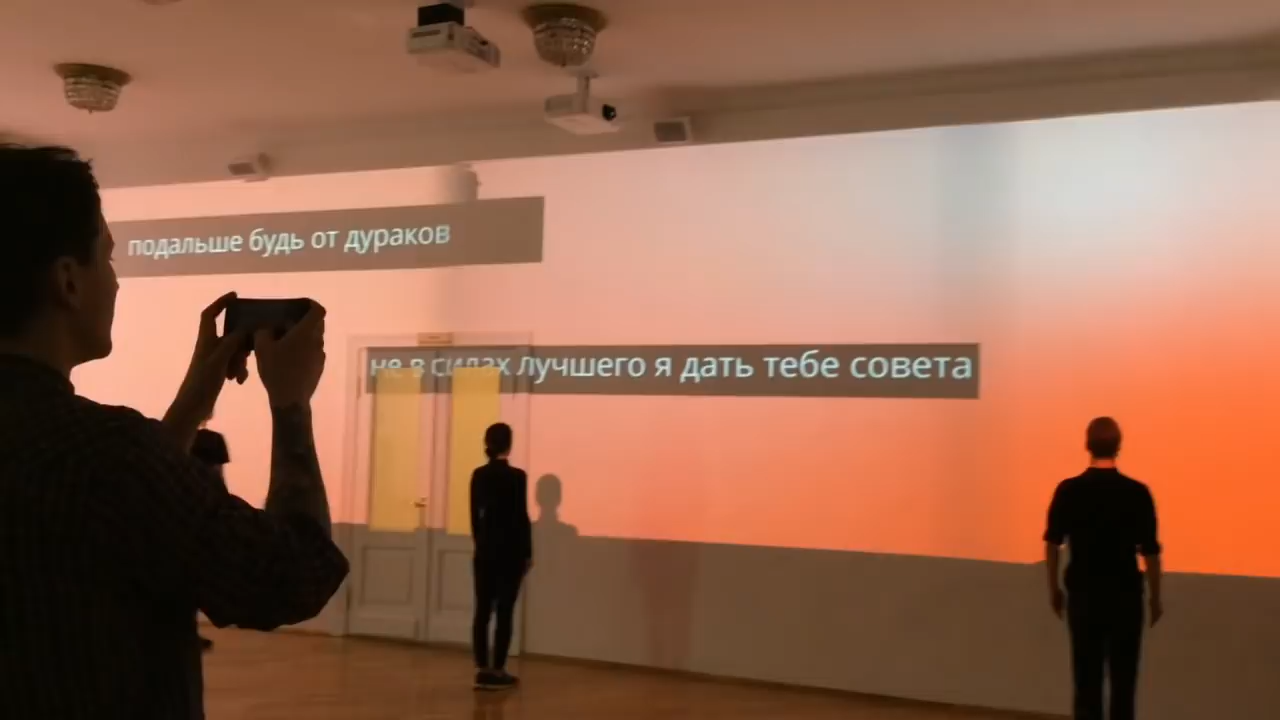 подальше будь от дураков
не в силах лучшего я дать тебе совета